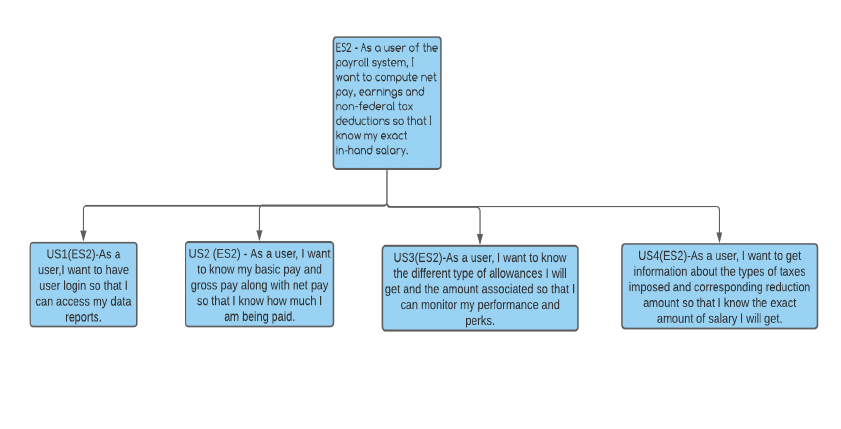 ES2 - As a user of the
payroll system, I
want to compute net
pay, earnings and
non-federal tax
deductions so that I
know my exact
in-hand salary.
US1(ES2)-As a
user,I want to have
user login so that I
can access my data
reports.
US2 (ES2) - As a user, I want
to know my basic pay and
gross pay along with net pay
so that I know how much I
am being paid.
US3(ES2)-As a user, I want to know
the different type of allowances I will
get and the amount associated so that I
can monitor my performance and
perks.
US4(ES2)-As a user, I want to get
information about the types of taxes
imposed and corresponding reduction
amount so that I know the exact
amount of salary I will get.